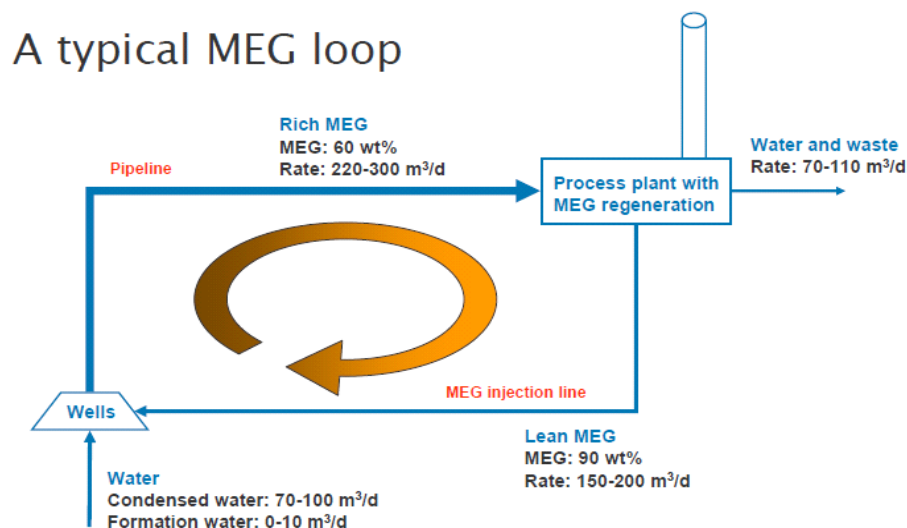 A typical MEG loop
Rich MEG
MEG: 60 wt%
Rate: 220-300 m³/d
Pipeline
Water and waste
Rate: 70-110 m³/d
Process plant with
MEG regeneration
MEG injection line
Wells
Lean MEG
MEG: 90 wt%
Rate: 150-200 m³/d
Water
Condensed water: 70-100 m³/d
Formation water: 0-10 m³/d